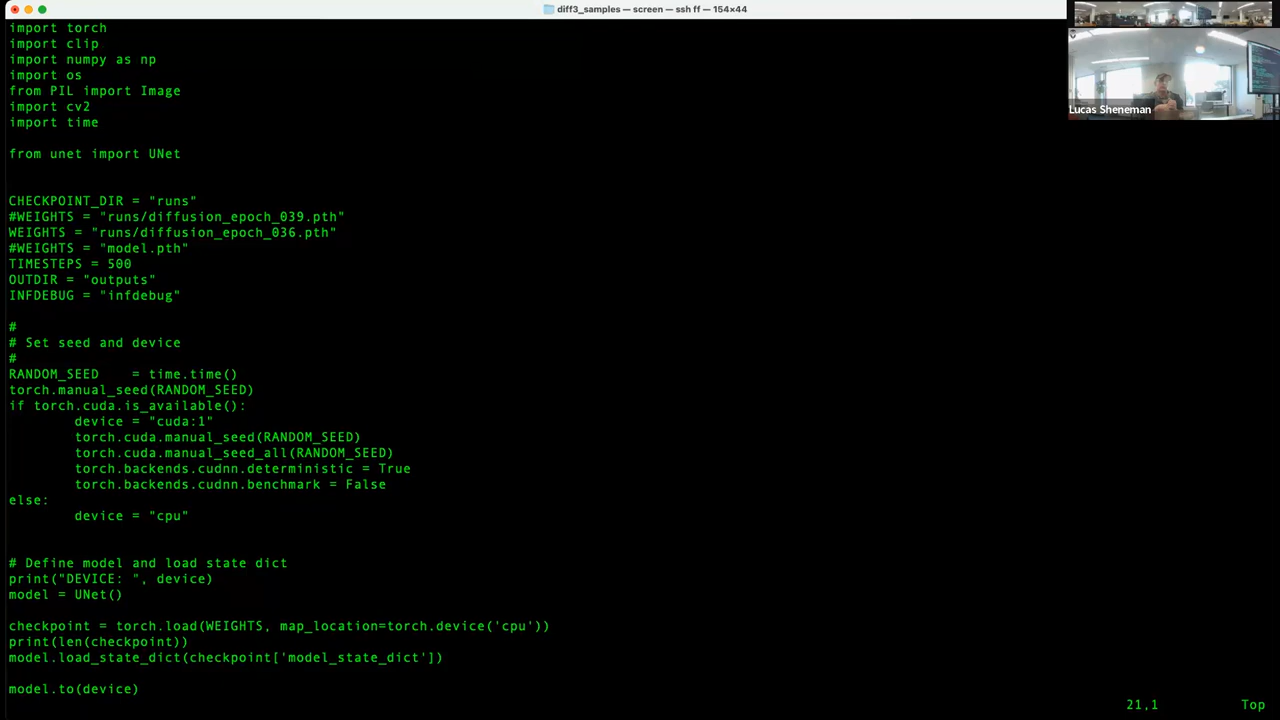 diff3_samples — screen — ssh ff — 154×44
import torch
import clip
import numpy as np
import os
from PIL import Image
import cv2
import time
from unet import UNet
CHECKPOINT_DIR = "runs"
#WEIGHTS = "runs/diffusion_epoch_039.pth"
WEIGHTS = "runs/diffusion_epoch_036.pth"
#WEIGHTS = "model.pth"
TIMESTEPS = 500
OUTDIR = "outputs"
INFDEBUG = "infdebug"
#
# Set seed and device
#
RANDOM_SEED    = time.time()
torch.manual_seed(RANDOM_SEED)
if torch.cuda.is_available():
        device = "cuda:1"
        torch.cuda.manual_seed(RANDOM_SEED)
        torch.cuda.manual_seed_all(RANDOM_SEED)
        torch.backends.cudnn.deterministic = True
        torch.backends.cudnn.benchmark = False
else:
        device = "cpu"
# Define model and load state dict
print("DEVICE: ", device)
model = UNet()
checkpoint = torch.load(WEIGHTS, map_location=torch.device('cpu'))
print(len(checkpoint))
model.load_state_dict(checkpoint['model_state_dict'])
model.to(device)
21,1 Top
Lucas Sheneman